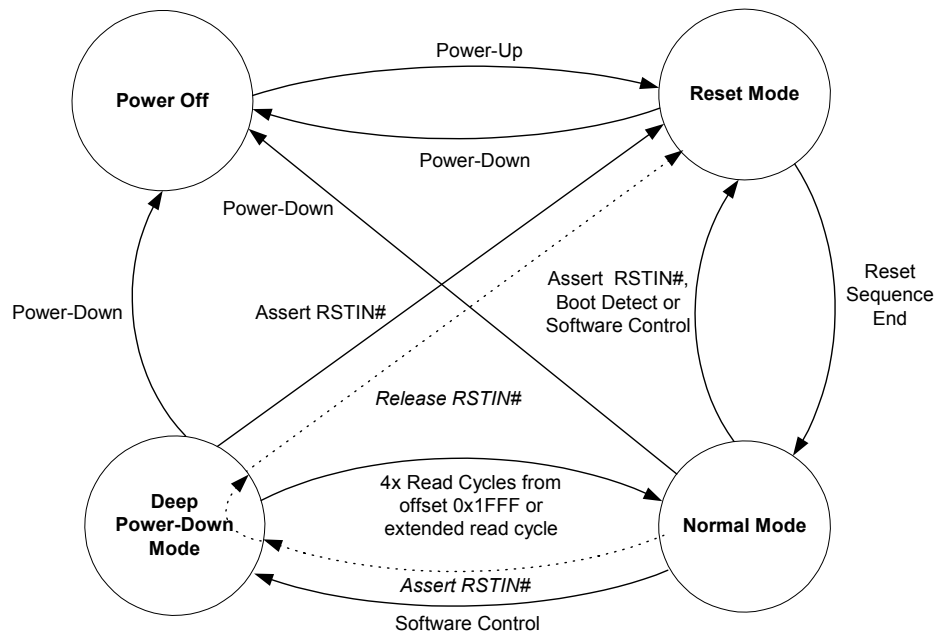 Power-Up
Power Off
Reset Mode
Power-Down
Power-Down
Power-Down
Assert RSTIN#
Assert RSTIN#,
Boot Detect or
Software Control
Reset
Sequence
End
Release RSTIN#
Deep
Power-Down
Mode
4x Read Cycles from
offset 0x1FFF or
extended read cycle
Normal Mode
Assert RSTIN#
Software Control